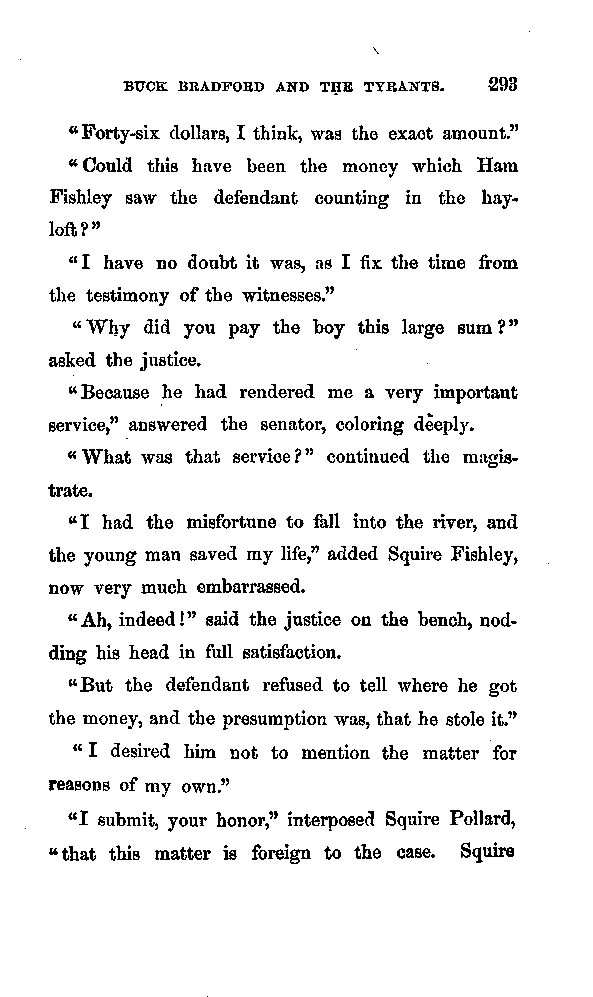 BUCK BRADFORD AND THE TYRANTS. 293
"Forty-six dollars, I think, was the exact amount."
"Could this have been the money which Ham
Fishley saw the defendant counting in the hay-
loft?"
"I have no doubt it was, as I fix the time from
the testimony of the witnesses."
"Why did you pay the boy this large sum?"
asked the justice.
"Because he had rendered me a very important
service," answered the senator, coloring deeply.
"What was that service?" continued the magis-
trate.
"I had the misfortune to fall into the river, and
the young man saved my life," added Squire Fishley,
now very much embarrassed.
"Ah, indeed!" said the justice on the bench, nod-
ding his head in full satisfaction.
"But the defendant refused to tell where he got
the money, and the presumption was, that he stole it."
"I desired him not to mention the matter for
reasons of my own."
"I submit, your honor," interposed Squire Pollard,
"that this matter is foreign to the case. Squire